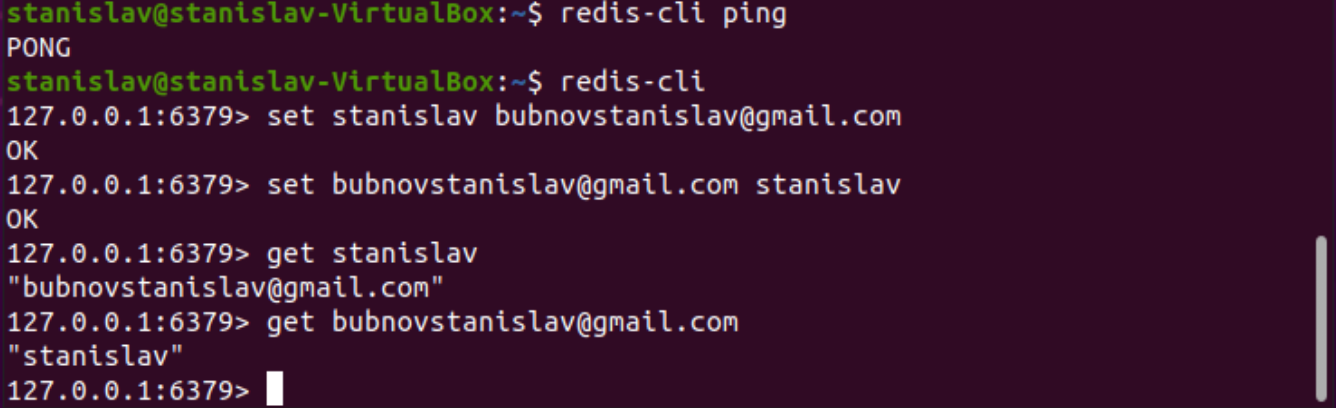 stanislav@stanislav-VirtualBox:~$ redis-cli ping
PONG
stanislav@stanislav-VirtualBox:~$ redis-cli
127.0.0.1:6379> set stanislav bubnovstanislav@gmail.com
OK
127.0.0.1:6379> set bubnovstanislav@gmail.com stanislav
OK
127.0.0.1:6379> get stanislav
"bubnovstanislav@gmail.com"
127.0.0.1:6379> get bubnovstanislav@gmail.com
"stanislav"
127.0.0.1:6379>